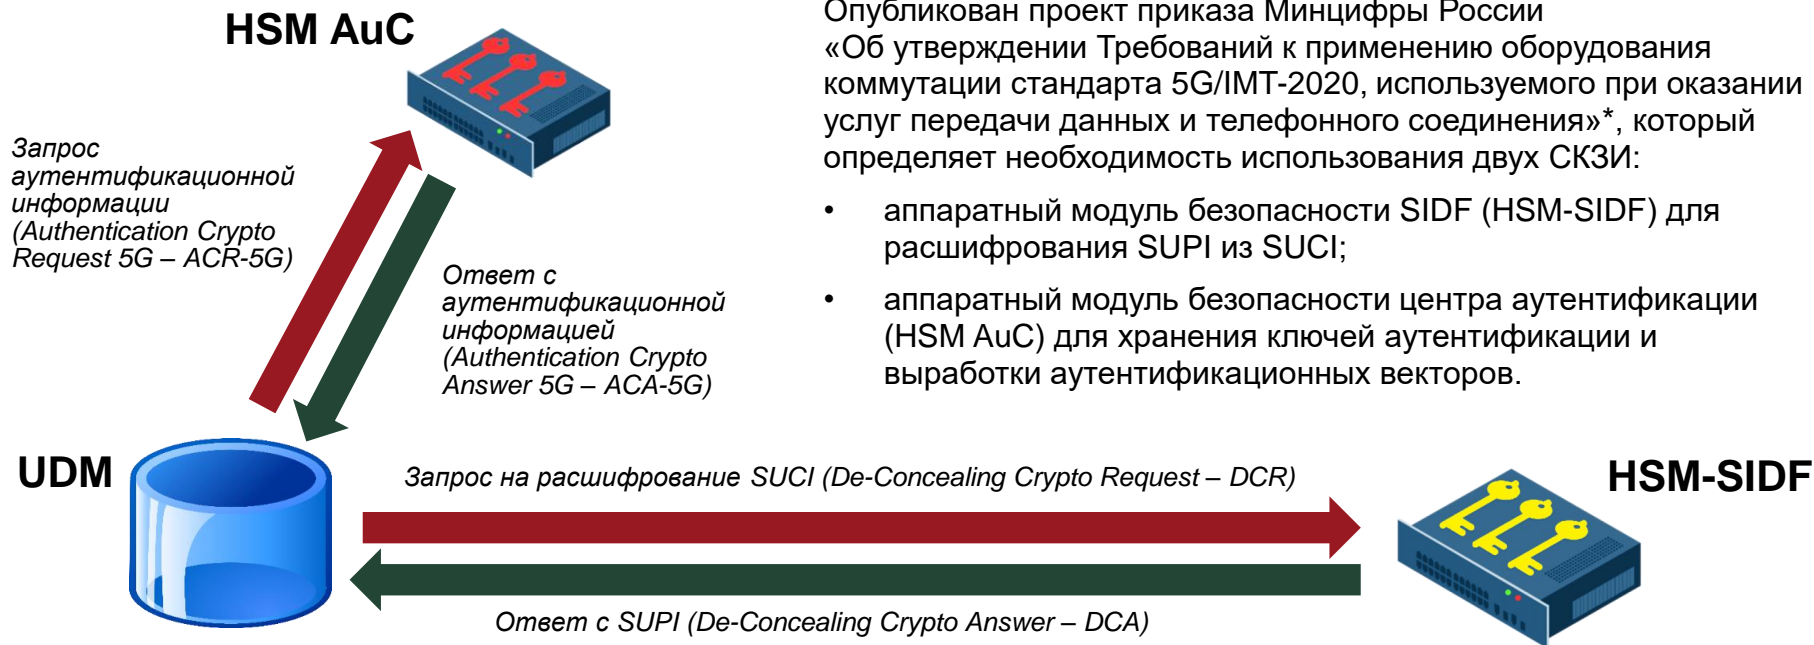 HSM AuC
Запрос
аутентификационной
информации
(Authentication Crypto
Request 5G – ACR-5G)
Ответ с
аутентификационной
информацией
(Authentication Crypto
Answer 5G – ACA-5G)
Опубликован проект приказа Минцифры России
«Об утверждении Требований к применению оборудования
коммутации стандарта 5G/IMT-2020, используемого при оказании
услуг передачи данных и телефонного соединения»*, который
определяет необходимость использования двух СКЗИ:
• аппаратный модуль безопасности SIDF (HSM-SIDF) для
расшифрования SUPI из SUCI;
• аппаратный модуль безопасности центра аутентификации
(HSM AuC) для хранения ключей аутентификации и
выработки аутентификационных векторов.
UDM
Запрос на расшифрование SUCI (De-Concealing Crypto Request – DCR)
HSM-SIDF
Ответ с SUPI (De-Concealing Crypto Answer – DCA)